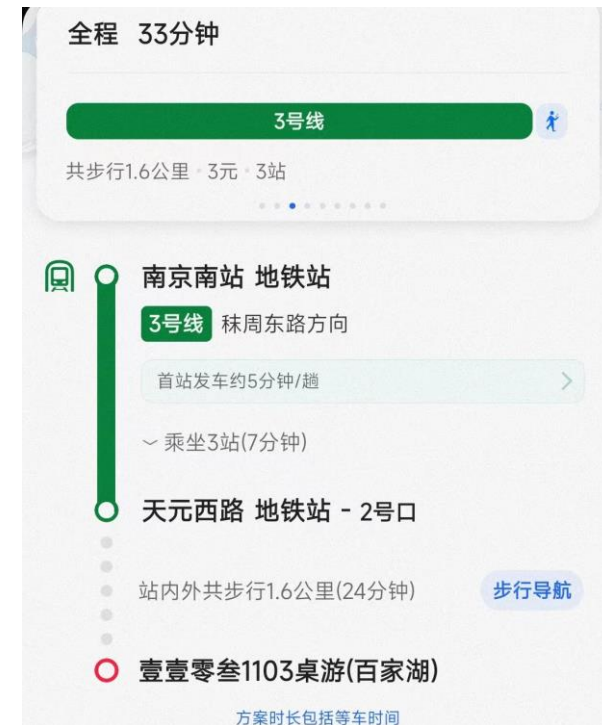 全程 33分钟
3号线
共步行1.6公里·3元·3站
南京南站 地铁站
3号线 秣周东路方向
首站发车约5分钟/趟
乘坐3站(7分钟)
天元西路 地铁站 - 2号口
站内外共步行1.6公里(24分钟) 步行导航
壹壹零叁1103桌游(百家湖)
方案时长包括等车时间